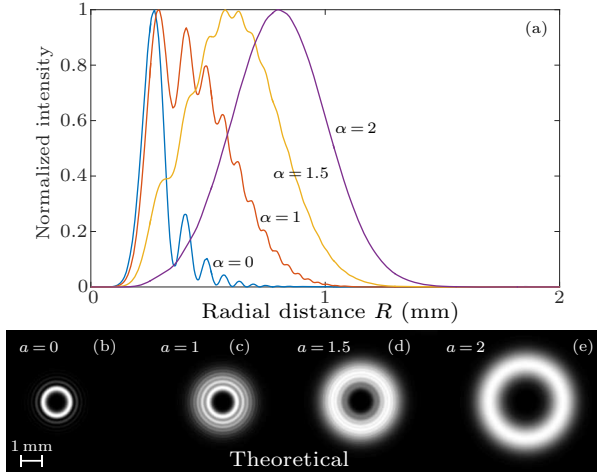 1
(a)
0.8
0.6
0.4
0.2
0
Normalized intensity
α = 2
α = 1.5
α = 1
α = 0
0 1 2
Radial distance R (mm)
a = 0 (b) a = 1 (c) a = 1.5 (d) a = 2 (e)
1 mm
Theoretical